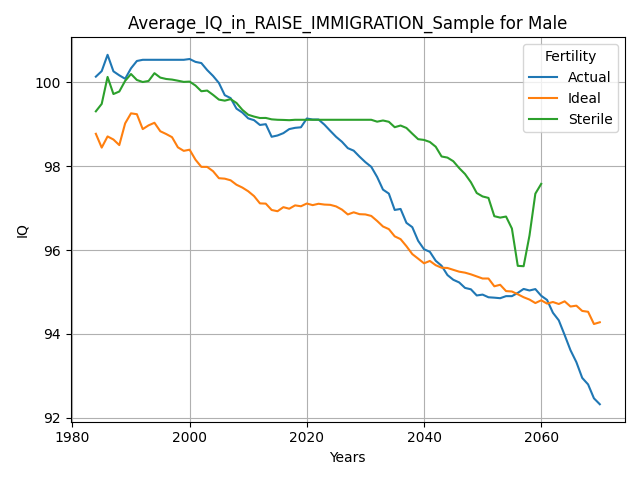 Average_IQ_in_RAISE_IMMIGRATION_Sample for Male
Fertility
Actual
Ideal
Sterile
IQ
100
98
96
94
92
1980
2000
2020
2040
2060
Years